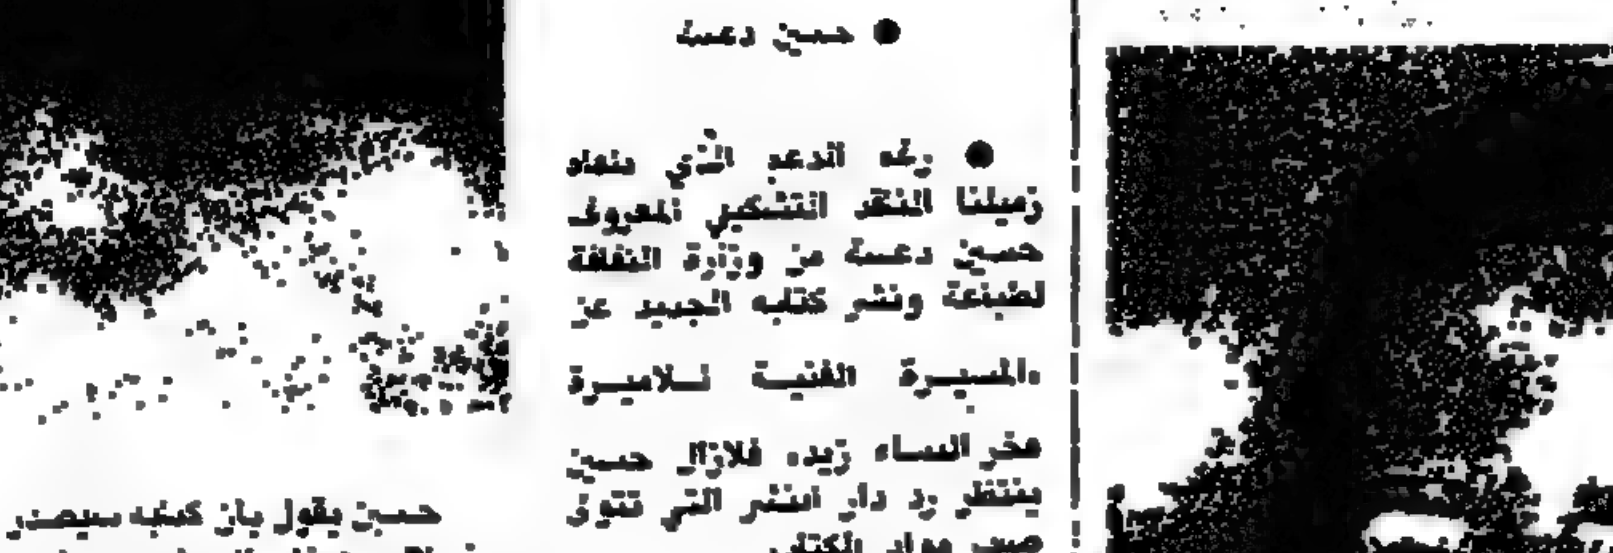 ● حسين دعسة
● رغم الدعم الذي
زميلنا الناقد التشكيلي المعروف
حسين دعسة من وزارة الثقافة
لطباعة ونشر كتابه الجديد عن
«المسيرة الفنية للاميرة
فخر النساء زيد» فلازال حسين
ينتظر رد دار النشر التي تتولى
الكتاب
حسين يقول بان كتابه سيصدر